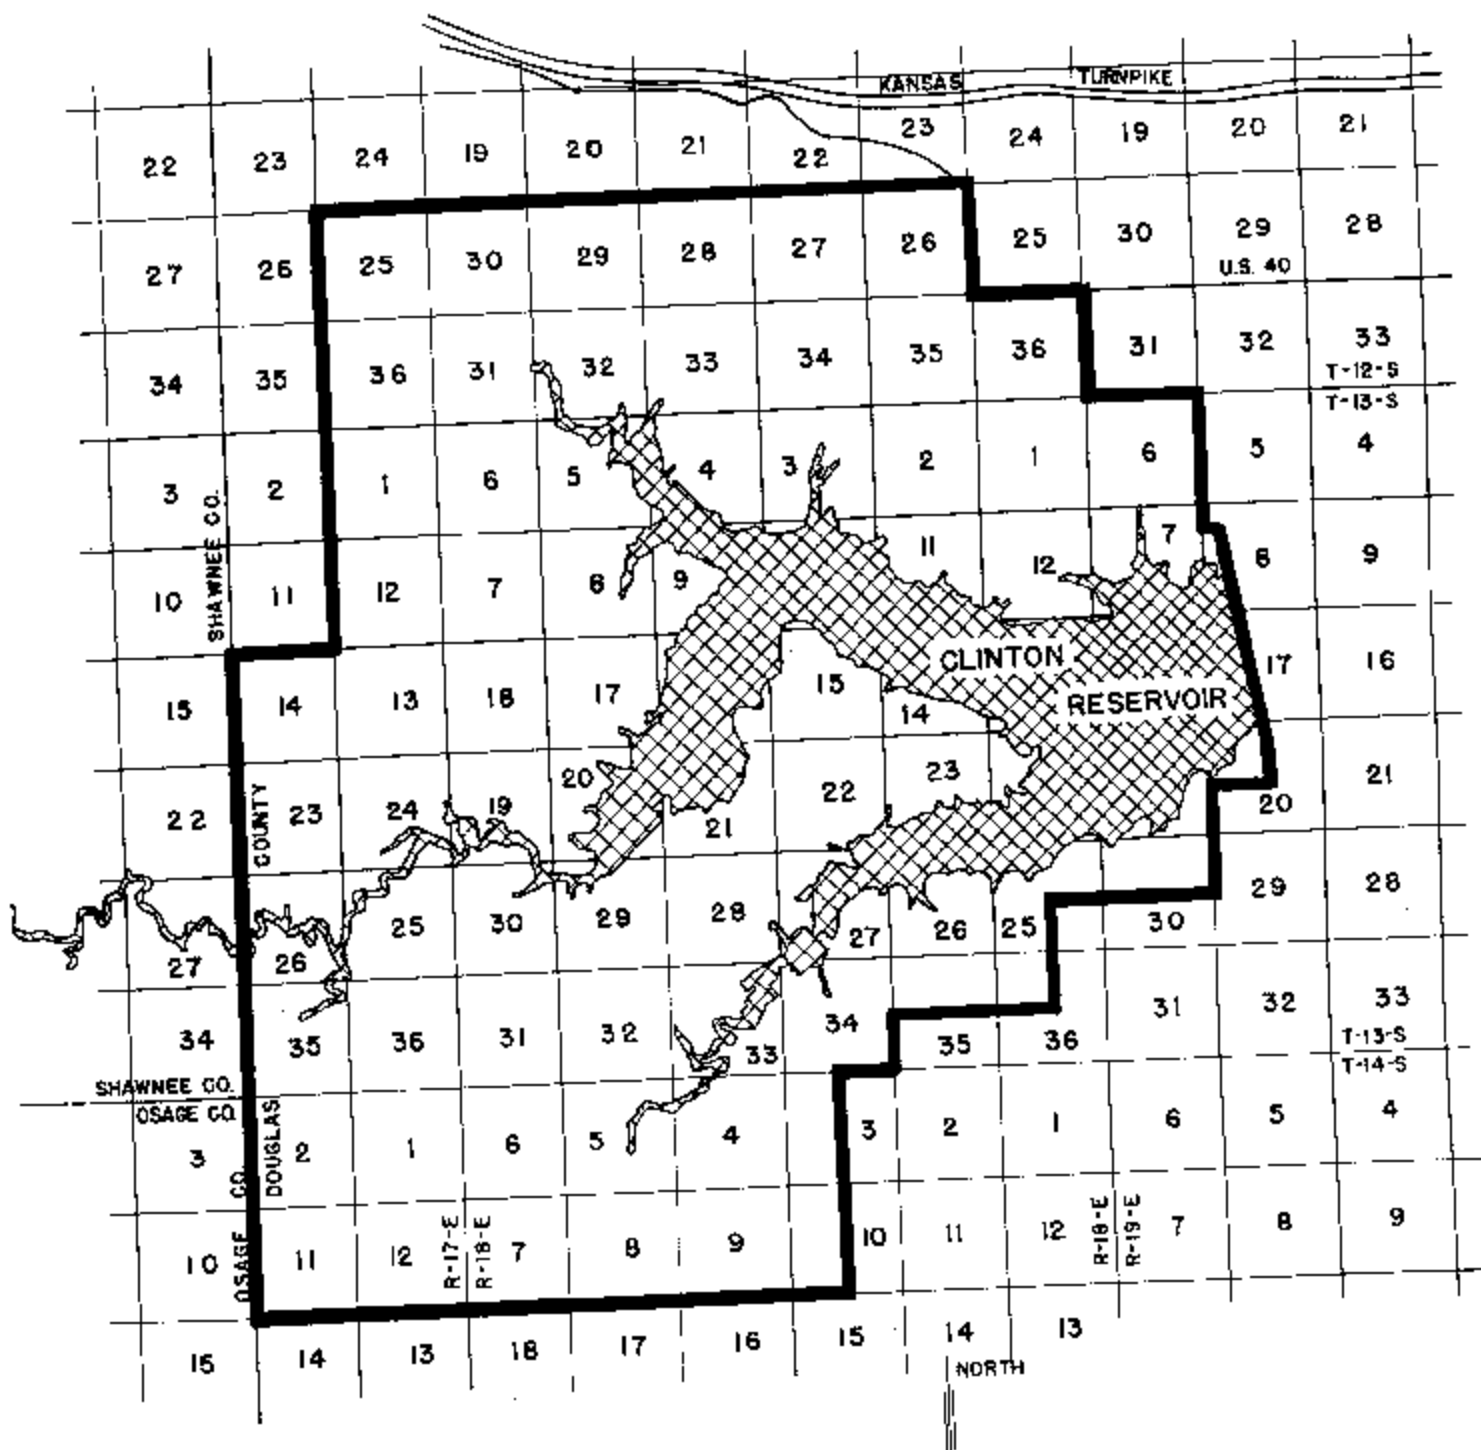 KANSAS TURNPIKE
22 23 24 19 20 21 22 23 24 19 20 21
27 26 25 30 29 28 27 26 25 30 29 28
U.S. 40
34 35 36 31 32 33 34 35 36 31 32 33
T-12-S
T-13-S
3 2 1 6 5 4 3 2 1 6 5 4
SHAWNEE CO.
10 11 12 7 6 9 11 12 7 8 9
CLINTON
RESERVOIR
15 14 13 18 17 15 14 17 16
22 23 24 19 20 21 22 23 20 21
COUNTY
27 26 25 30 29 28 27 26 25 30 29 28
34 35 36 31 32 33 34 35 36 31 32 33
T-13-S
T-14-S
SHAWNEE CO.
OSAGE CO.
DOUGLAS
3 2 1 6 5 4 3 2 1 6 5 4
OSAGE CO.
10 11 12 7 8 9 10 11 12 7 8 9
R-17-E
R-18-E
R-18-E
R-19-E
15 14 13 18 17 16 15 14 13
NORTH